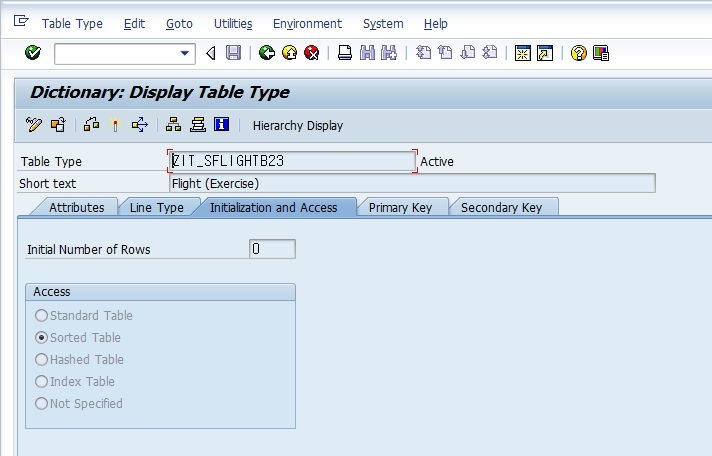 Table Type Edit Goto Utilities Environment System Help
Dictionary: Display Table Type
Hierarchy Display
Table Type ZIT_SFLIGHTB23 Active
Short text Flight (Exercise)
Attributes Line Type Initialization and Access Primary Key Secondary Key
Initial Number of Rows 0
Access
Standard Table
Sorted Table
Hashed Table
Index Table
Not Specified